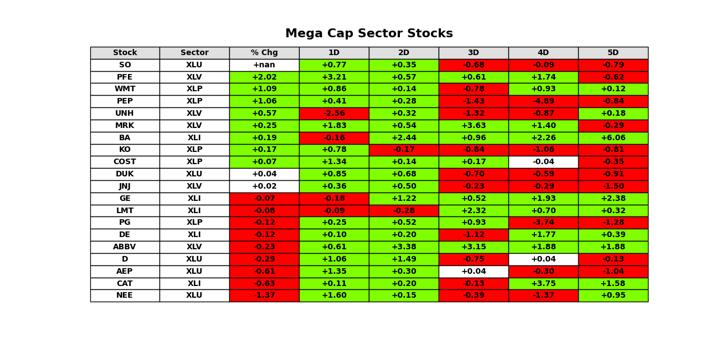 Mega Cap Sector Stocks
Stock Sector % Chg 1D 2D 3D 4D 5D
SO XLU +nan +0.77 +0.35 -0.68 -0.09 -0.79
PFE XLV +2.02 +3.21 +0.57 +0.61 +1.74 -0.62
WMT XLP +1.09 +0.86 +0.14 -0.78 +0.93 +0.12
PEP XLP +1.06 +0.41 +0.28 -1.43 -4.89 -0.84
UNH XLV +0.57 -2.56 +0.32 -1.32 -0.87 +0.18
MRK XLV +0.25 +1.83 +0.54 +3.63 +1.40 -0.29
BA XLI +0.19 -0.16 +2.44 +0.96 +2.26 +6.06
KO XLP +0.17 +0.78 -0.17 -0.84 -1.06 -0.81
COST XLP +0.07 +1.34 +0.14 +0.17 -0.04 -0.35
DUK XLU +0.04 +0.85 +0.68 -0.70 -0.59 -0.91
JNJ XLV +0.02 +0.36 +0.50 -0.23 -0.29 -1.50
GE XLI -0.07 -0.16 +1.22 +0.52 +1.93 +2.38
LMT XLI -0.08 -0.09 -0.28 +2.32 +0.70 +0.32
PG XLP -0.12 +0.25 +0.52 +0.93 -3.74 -1.28
DE XLI -0.12 +0.10 +0.20 -1.12 +1.77 +0.39
ABBV XLV -0.23 +0.61 +3.38 +3.15 +1.88 +1.88
D XLU -0.29 +1.06 +1.49 -0.75 +0.04 -0.13
AEP XLU -0.61 +1.35 +0.30 +0.04 -0.30 -1.04
CAT XLI -0.63 +0.11 +0.20 -0.13 +3.75 +1.58
NEE XLU -1.37 +1.60 +0.15 -0.39 -1.37 +0.95